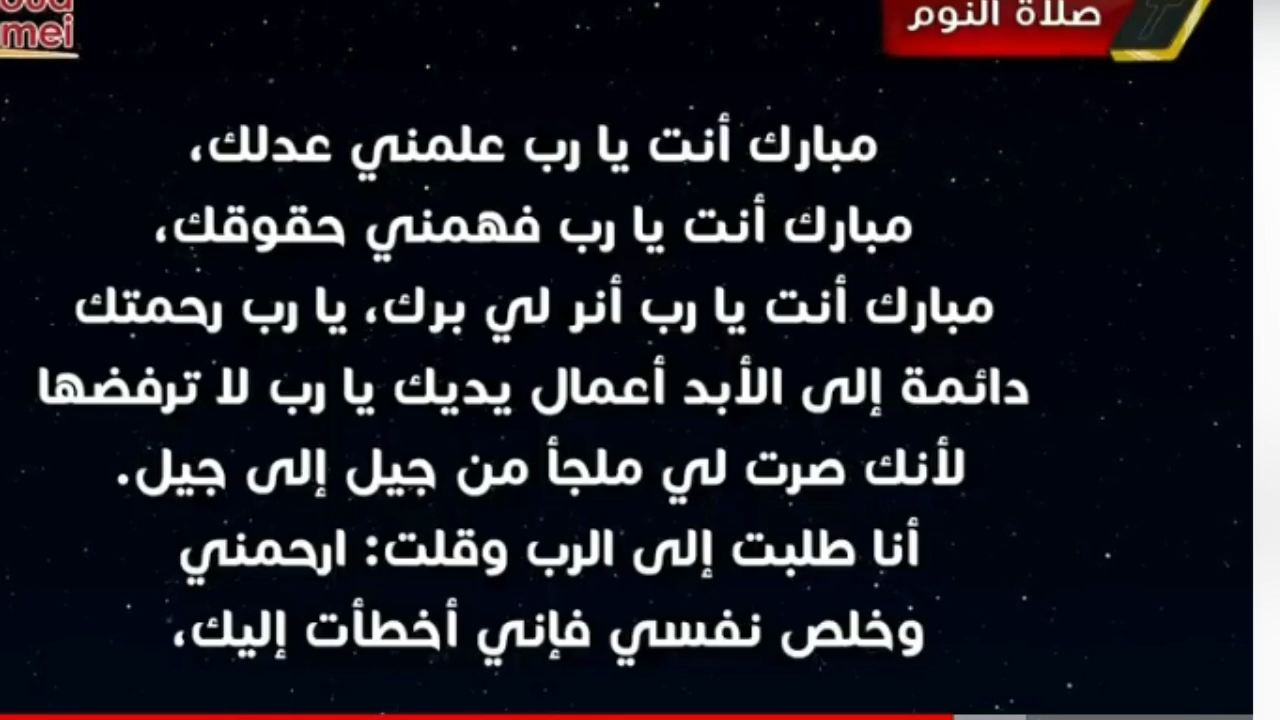 mei
صلاة النوم
مبارك أنت يا رب علمني عدلك،
مبارك أنت يا رب فهمني حقوقك،
مبارك أنت يا رب أنر لي برك، يا رب رحمتك
دائمة إلى الأبد أعمال يديك يا رب لا ترفضها
لأنك صرت لي ملجأ من جيل إلى جيل.
أنا طلبت إلى الرب وقلت: ارحمني
وخلص نفسي فإني أخطأت إليك،